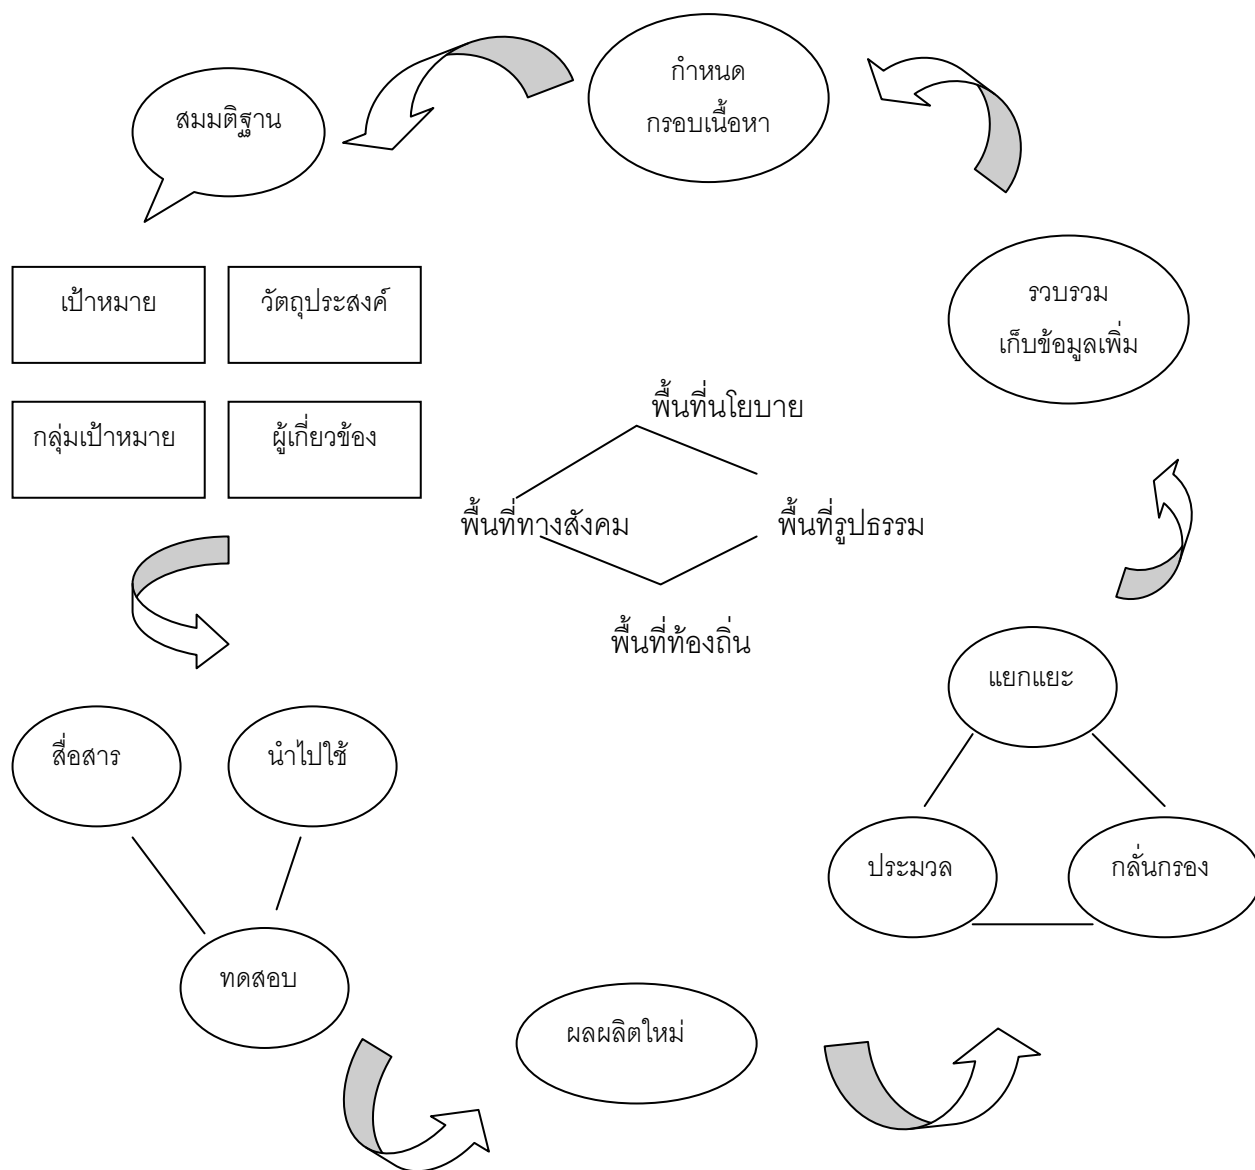 กำหนด
กรอบเนื้อหา
สมมติฐาน
เป้าหมาย
วัตถุประสงค์
รวบรวม
เก็บข้อมูลเพิ่ม
กลุ่มเป้าหมาย
ผู้เกี่ยวข้อง
พื้นที่นโยบาย
พื้นที่ทางสังคม
พื้นที่รูปธรรม
พื้นที่ท้องถิ่น
แยกแยะ
สื่อสาร
นำไปใช้
ประมวล
กลั่นกรอง
ทดสอบ
ผลผลิตใหม่